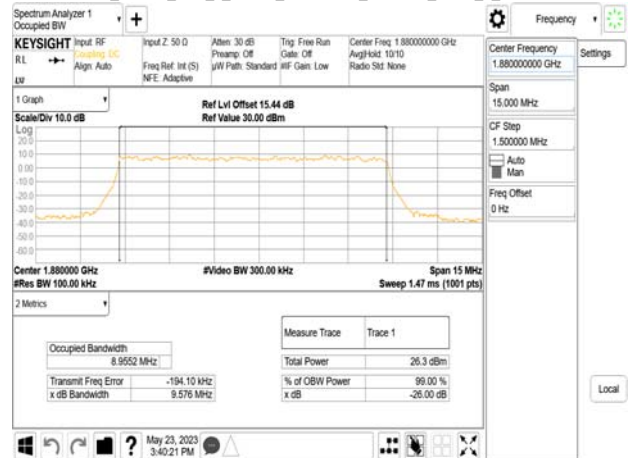 Spectrum Analyzer 1
Occupied BW
Frequency
KEYSIGHT
R L
Input: RF
Coupling: DC
Align: Auto
Input Z: 50 Ω
Freq Ref: Int (S)
NFE: Adaptive
Atten: 30 dB
Preamp: Off
µW Path: Standard
Trig: Free Run
Gate: Off
#IF Gain: Low
Center Freq: 1.880000000 GHz
Avg|Hold: 10/10
Radio Std: None
Center Frequency
1.880000000 GHz
Settings
Span
15.000 MHz
CF Step
1.500000 MHz
Auto
Man
Freq Offset
0 Hz
Local
1 Graph
Scale/Div 10.0 dB
Ref Lvl Offset 15.44 dB
Ref Value 30.00 dBm
Log
20.0
10.0
0.00
-10.0
-20.0
-30.0
-40.0
-50.0
-60.0
Center 1.880000 GHz
#Res BW 100.00 kHz
#Video BW 300.00 kHz
Span 15 MHz
Sweep 1.47 ms (1001 pts)
2 Metrics
Measure Trace Trace 1
Occupied Bandwidth
8.9552 MHz
Total Power 26.3 dBm
Transmit Freq Error -194.10 kHz
% of OBW Power 99.00 %
x dB Bandwidth 9.576 MHz
x dB -26.00 dB
May 23, 2023
3:40:21 PM